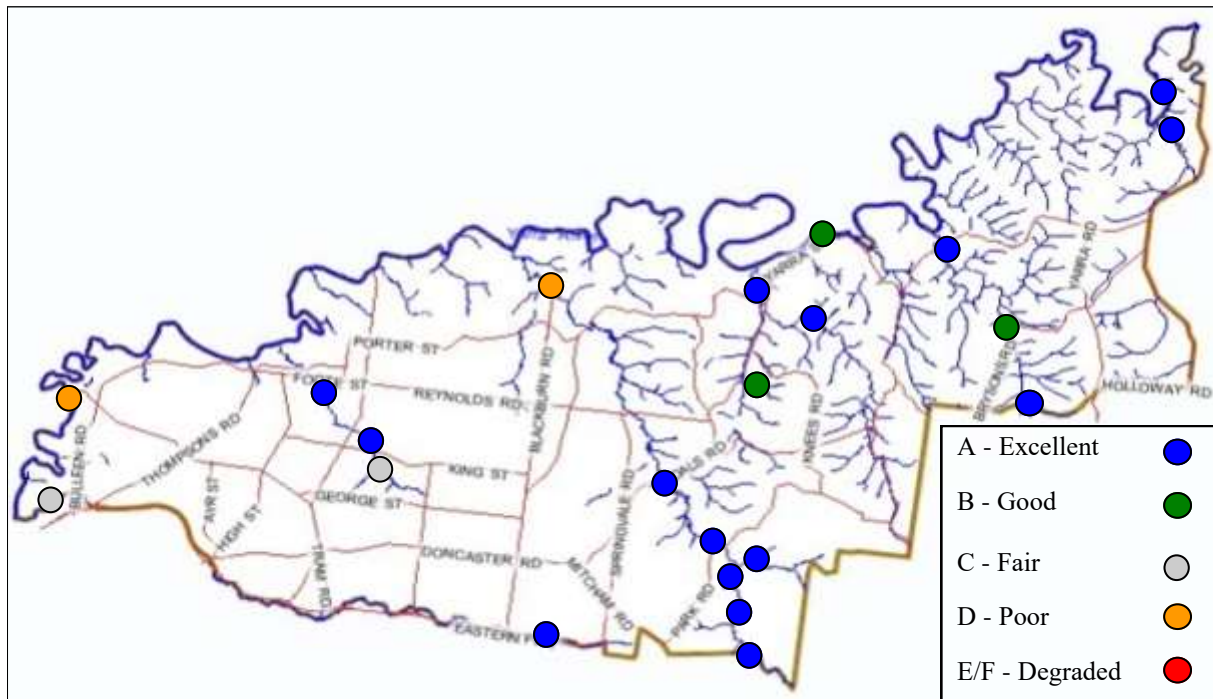 YARRA RD
PORTER ST
FOOTE ST
REYNOLDS RD
BLACKBURN RD
BRYSONS RD
HOLLOWAY RD
KNEES RD
BULLEEN RD
THOMPSONS RD
KING ST
SPRINGVALE RD
AYR ST
HIGH ST
GEORGE ST
TRAM RD
DONCASTER RD
MITCHAM RD
PARK RD
EASTERN
A - Excellent
B - Good
C - Fair
D - Poor
E/F - Degraded